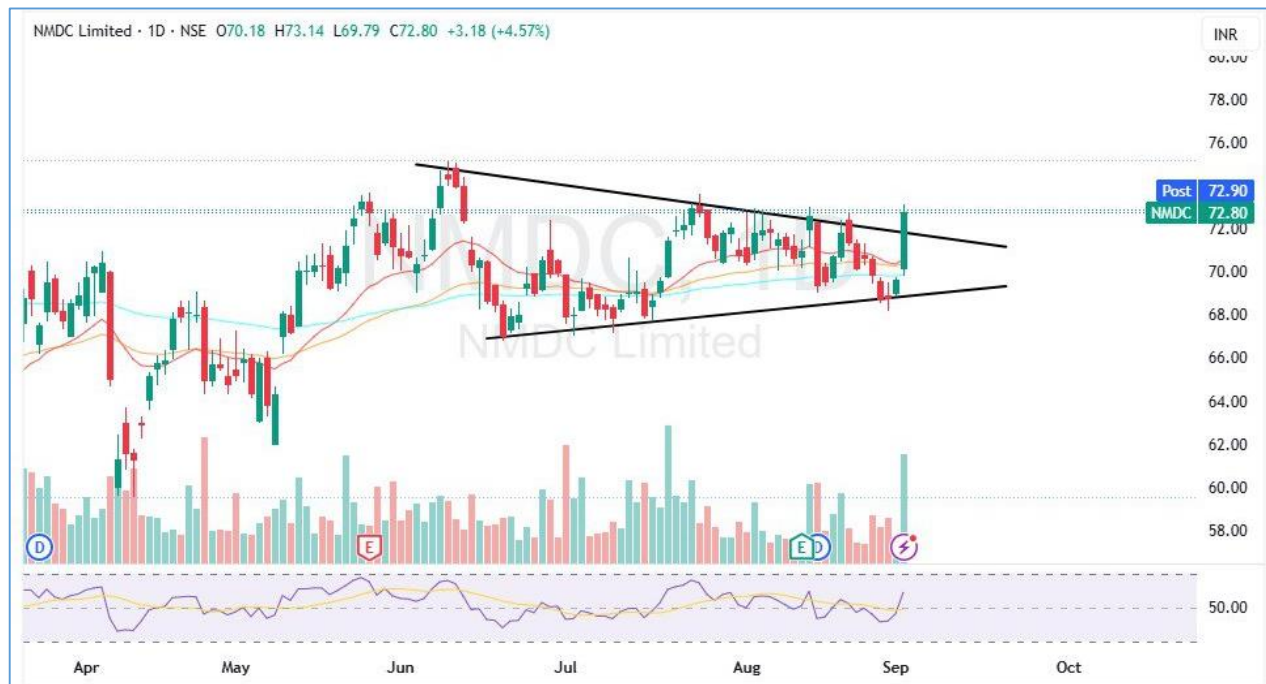 NMDC Limited · 1D · NSE O70.18 H73.14 L69.79 C72.80 +3.18 (+4.57%)
INR
80.00
78.00
76.00
Post 72.90
NMDC 72.80
72.00
70.00
68.00
66.00
64.00
62.00
60.00
58.00
NMDC, 1D
NMDC Limited
D
E
E
D
50.00
Apr May Jun Jul Aug Sep Oct